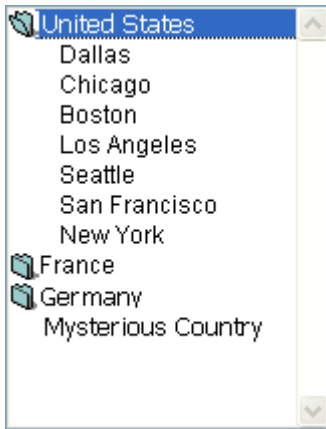 United States
Dallas
Chicago
Boston
Los Angeles
Seattle
San Francisco
New York
France
Germany
Mysterious Country